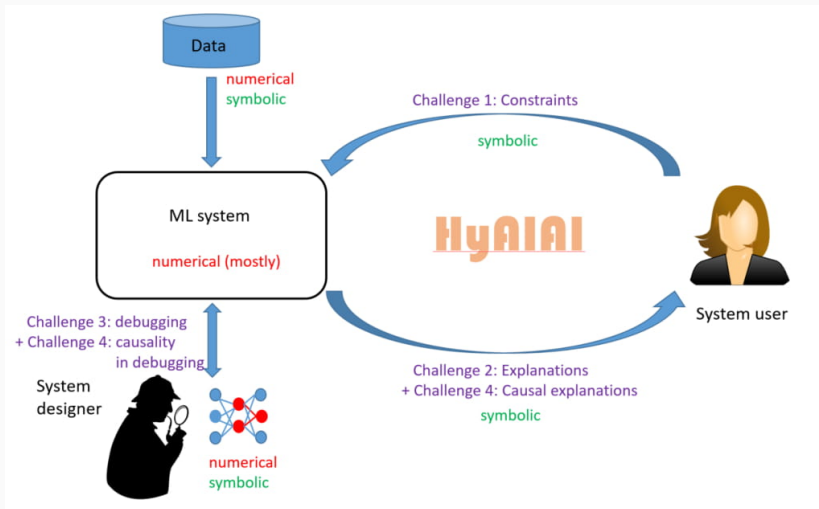 Data
numerical
symbolic
Challenge 1: Constraints
symbolic
ML system
numerical (mostly)
HyAIAI
System user
Challenge 3: debugging
+ Challenge 4: causality
in debugging
System
designer
numerical
symbolic
Challenge 2: Explanations
+ Challenge 4: Causal explanations
symbolic